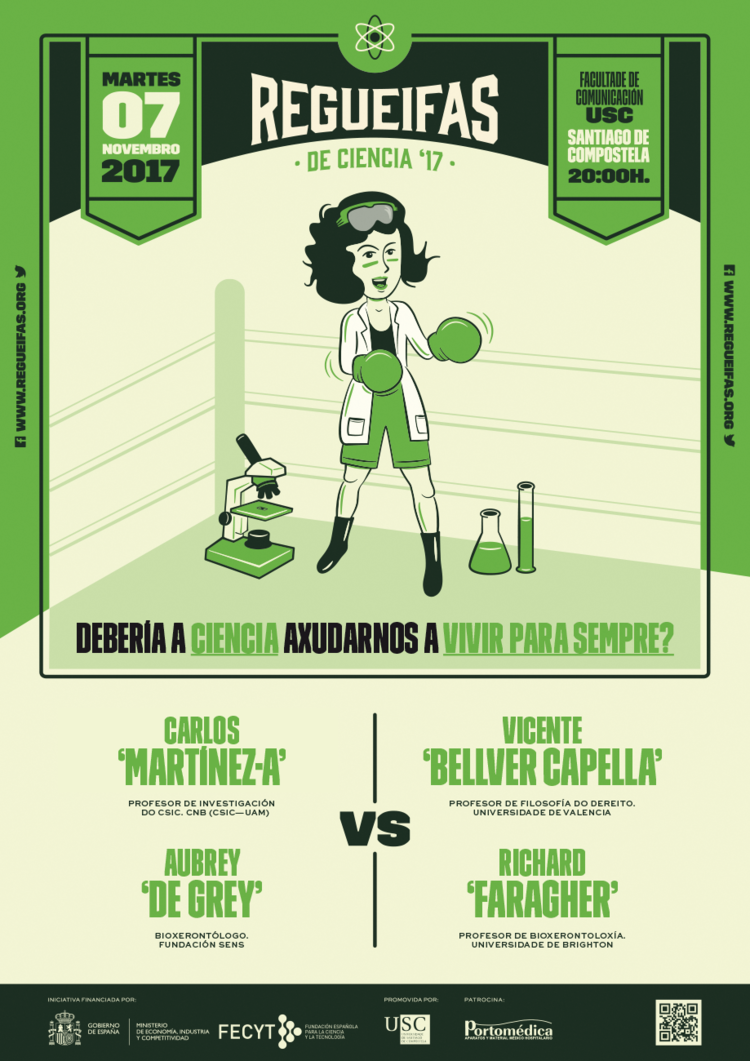 MARTES
07
NOVEMBRO
2017
REGUEIFAS
· DE CIENCIA ‘17 ·
FACULTADE DE
COMUNICACIÓN
USC
SANTIAGO DE
COMPOSTELA
20:00H.
WWW.REGUEIFAS.ORG
WWW.REGUEIFAS.ORG
DEBERÍA A CIENCIA AXUDARNOS A VIVIR PARA SEMPRE?
CARLOS
‘MARTÍNEZ-A’
PROFESOR DE INVESTIGACIÓN
DO CSIC. CNB (CSIC—UAM)
AUBREY
‘DE GREY’
BIOXERONTÓLOGO.
FUNDACIÓN SENS
VS
VICENTE
‘BELLVER CAPELLA’
PROFESOR DE FILOSOFÍA DO DEREITO.
UNIVERSIDADE DE VALENCIA
RICHARD
‘FARAGHER’
PROFESOR DE BIOXERONTOLOXÍA.
UNIVERSIDADE DE BRIGHTON
INICIATIVA FINANCIADA POR:
GOBIERNO
DE ESPAÑA
MINISTERIO
DE ECONOMÍA, INDUSTRIA
Y COMPETITIVIDAD
FECYT
FUNDACIÓN ESPAÑOLA
PARA LA CIENCIA
Y LA TECNOLOGÍA
PROMOVIDA POR:
USC
PATROCINA:
Portomédica
APARATOS Y MATERIAL MÉDICO HOSPITALARIO